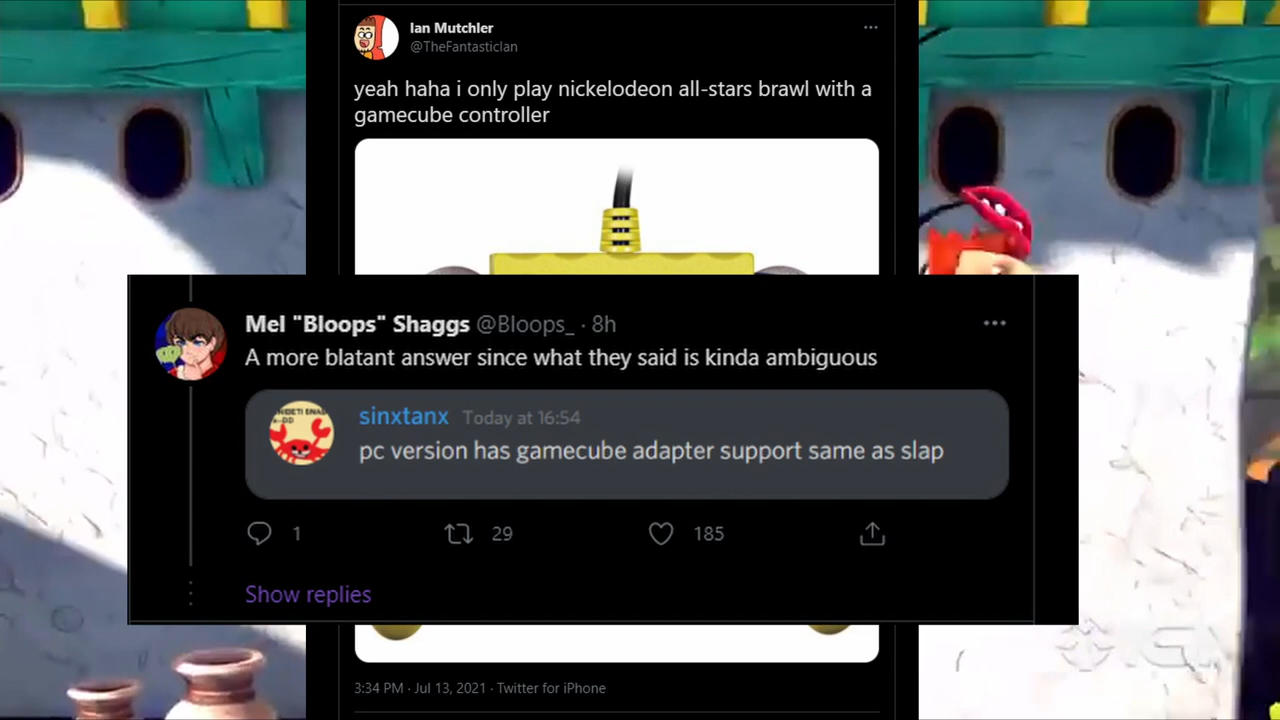 Ian Mutchler
@TheFantasticIan
yeah haha i only play nickelodeon all-stars brawl with a
gamecube controller
Mel "Bloops" Shaggs @Bloops_ · 8h
A more blatant answer since what they said is kinda ambiguous
sinxtanx Today at 16:54
pc version has gamecube adapter support same as slap
1 29 185
Show replies
3:34 PM · Jul 13, 2021 · Twitter for iPhone